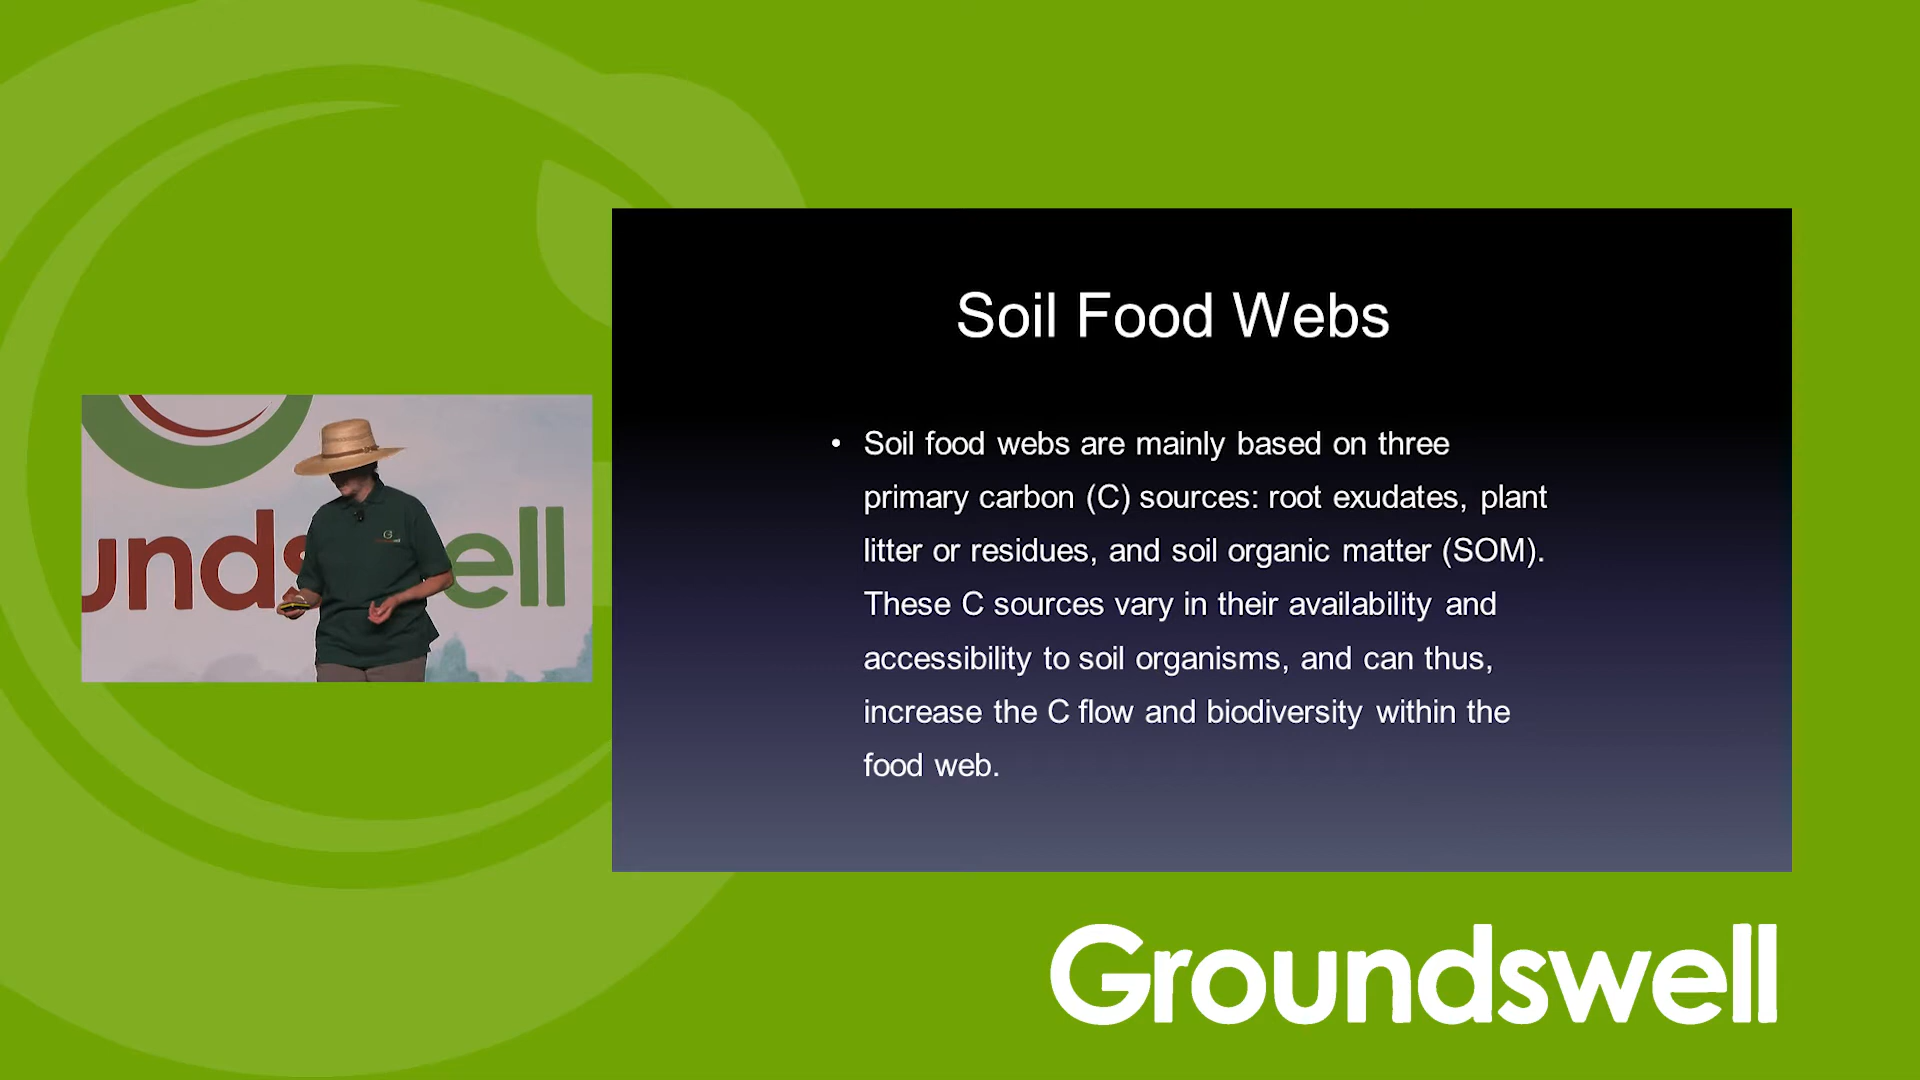 Soil Food Webs
• Soil food webs are mainly based on three
primary carbon (C) sources: root exudates, plant
litter or residues, and soil organic matter (SOM).
These C sources vary in their availability and
accessibility to soil organisms, and can thus,
increase the C flow and biodiversity within the
food web.
unds ell
Groundswell